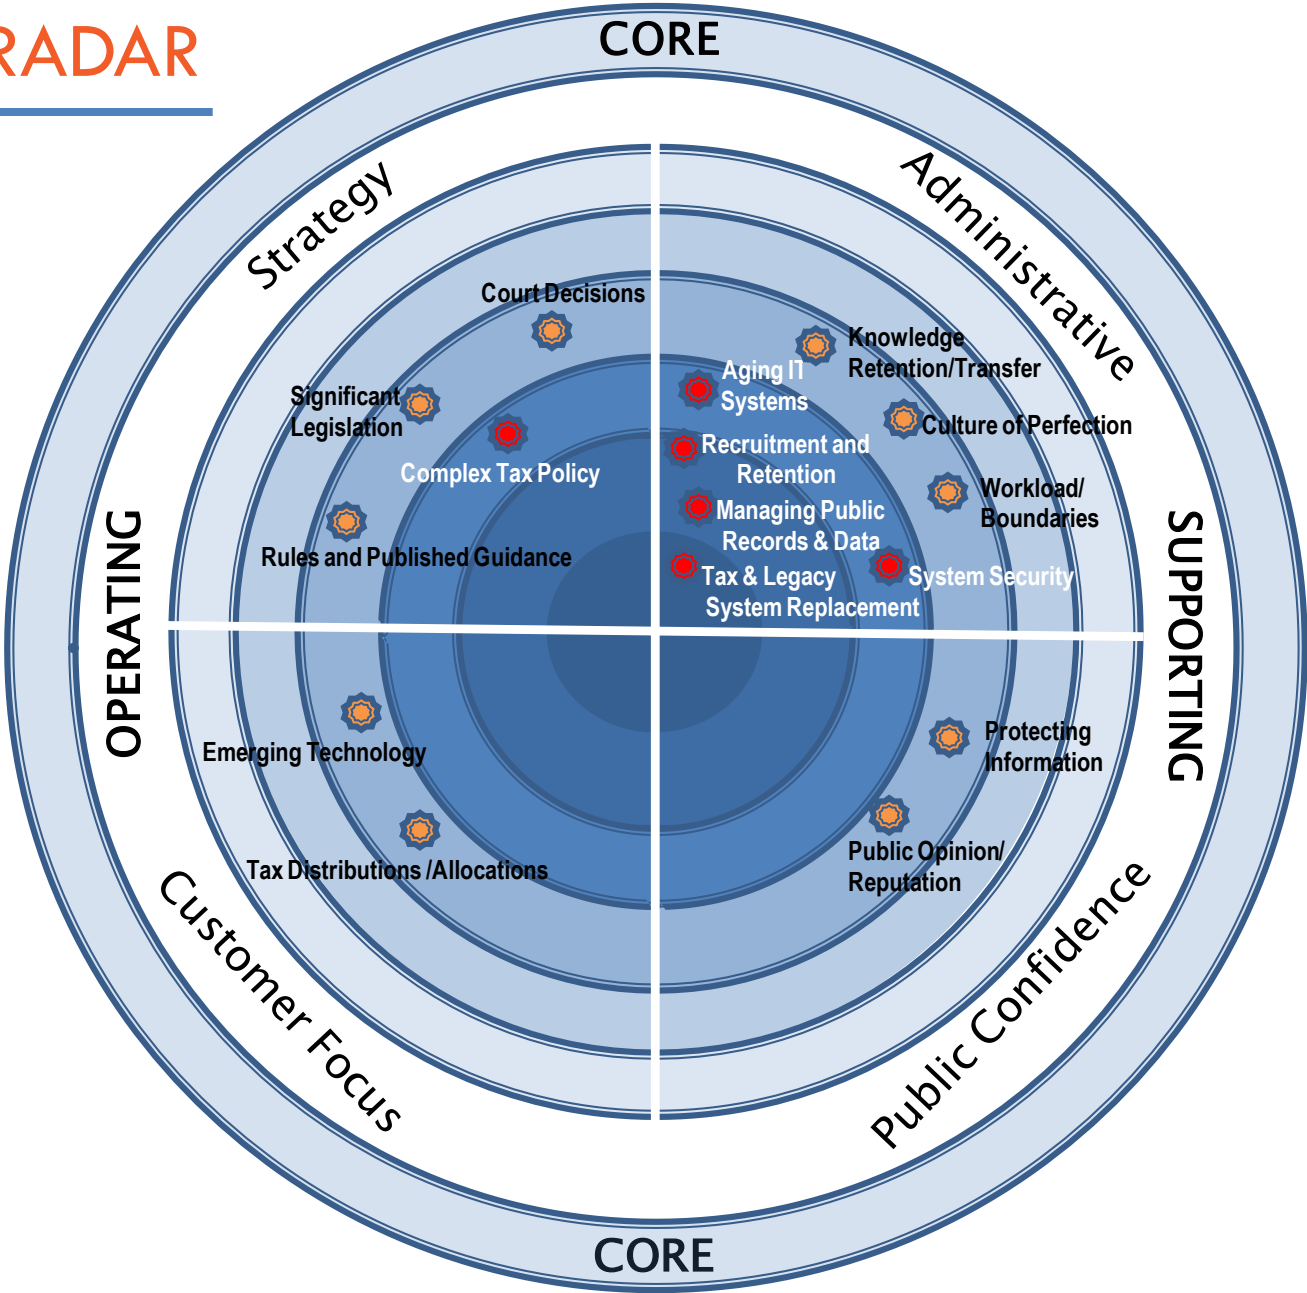 RADAR
CORE
Strategy
Administrative
Court Decisions
Knowledge
Retention/Transfer
Aging IT
Systems
Significant
Legislation
Culture of Perfection
Recruitment and
Retention
Complex Tax Policy
Workload/
Boundaries
Managing Public
Records & Data
Rules and Published Guidance
Tax & Legacy
System Replacement
System Security
OPERATING
SUPPORTING
Emerging Technology
Protecting
Information
Tax Distributions /Allocations
Public Opinion/
Reputation
Customer Focus
Public Confidence
CORE